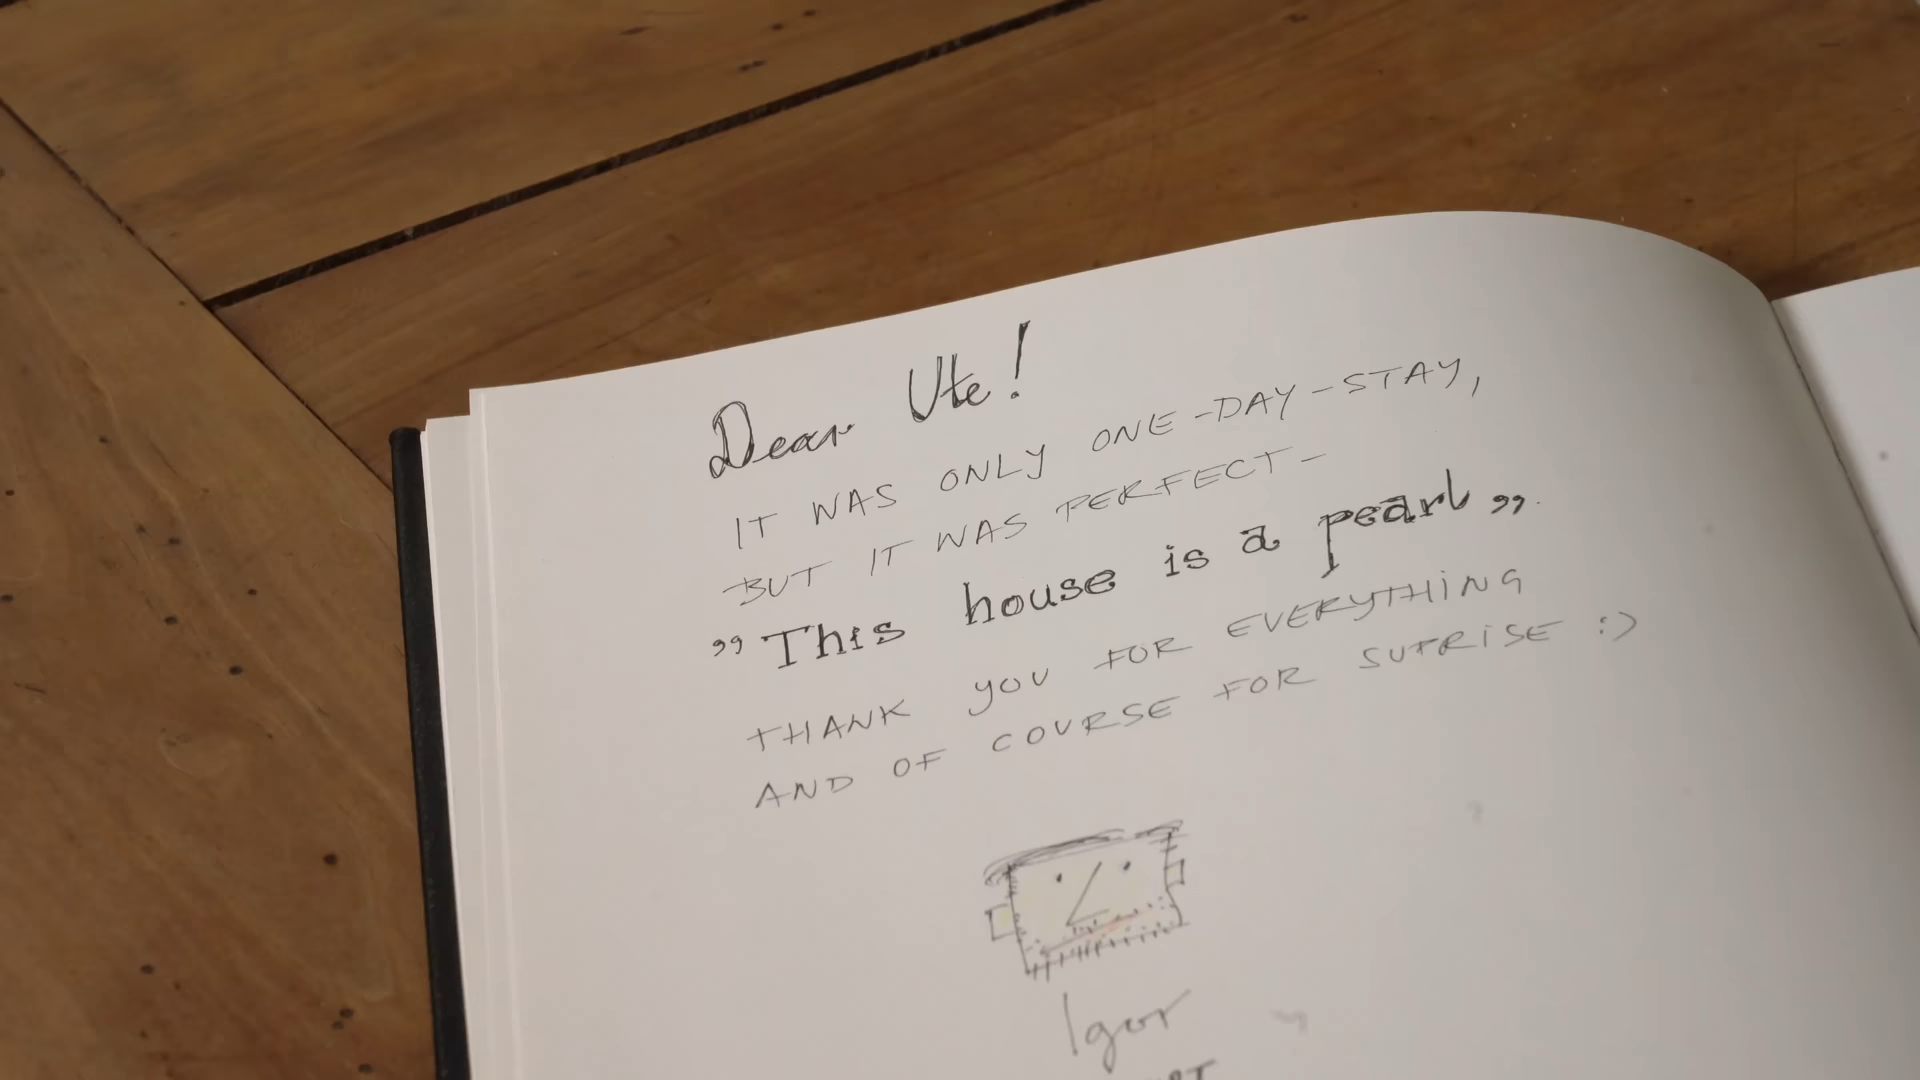 Dear Ute!
IT WAS ONLY ONE-DAY-STAY,
BUT IT WAS PERFECT-
„This house is a pearl„.
THANK YOU FOR EVERYTHING
AND OF COURSE FOR SUPRISE :)
Igor